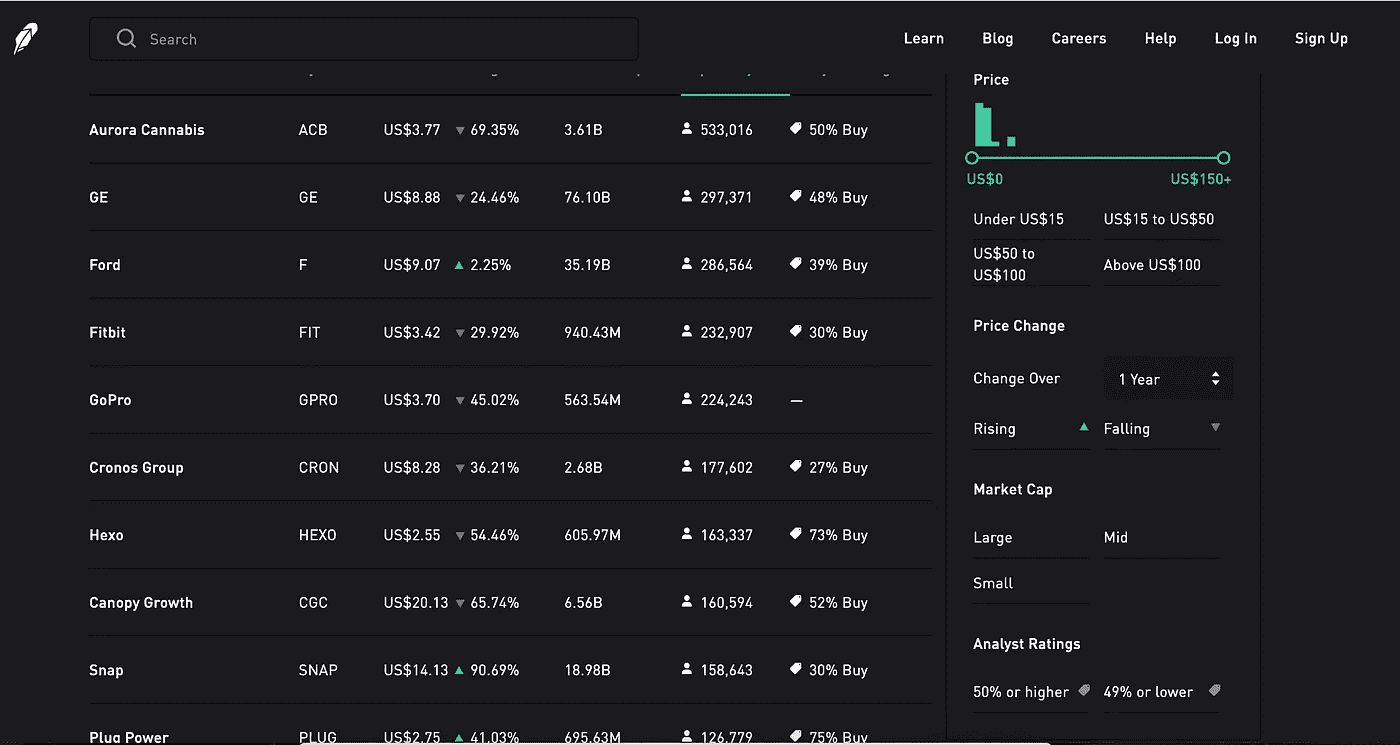 Search
Learn Blog Careers Help Log In Sign Up
Aurora Cannabis ACB US$3.77 69.35% 3.61B 533,016 50% Buy
GE GE US$8.88 24.46% 76.10B 297,371 48% Buy
Ford F US$9.07 2.25% 35.19B 286,564 39% Buy
Fitbit FIT US$3.42 29.92% 940.43M 232,907 30% Buy
GoPro GPRO US$3.70 45.02% 563.54M 224,243 —
Cronos Group CRON US$8.28 36.21% 2.68B 177,602 27% Buy
Hexo HEXO US$2.55 54.46% 605.97M 163,337 73% Buy
Canopy Growth CGC US$20.13 65.74% 6.56B 160,594 52% Buy
Snap SNAP US$14.13 90.69% 18.98B 158,643 30% Buy
Plug Power PLUG US$2.75 41.03% 695.63M 126,779 75% Buy
Price
US$0 US$150+
Under US$15 US$15 to US$50
US$50 to
US$100
Above US$100
Price Change
Change Over 1 Year
Rising Falling
Market Cap
Large Mid
Small
Analyst Ratings
50% or higher 49% or lower